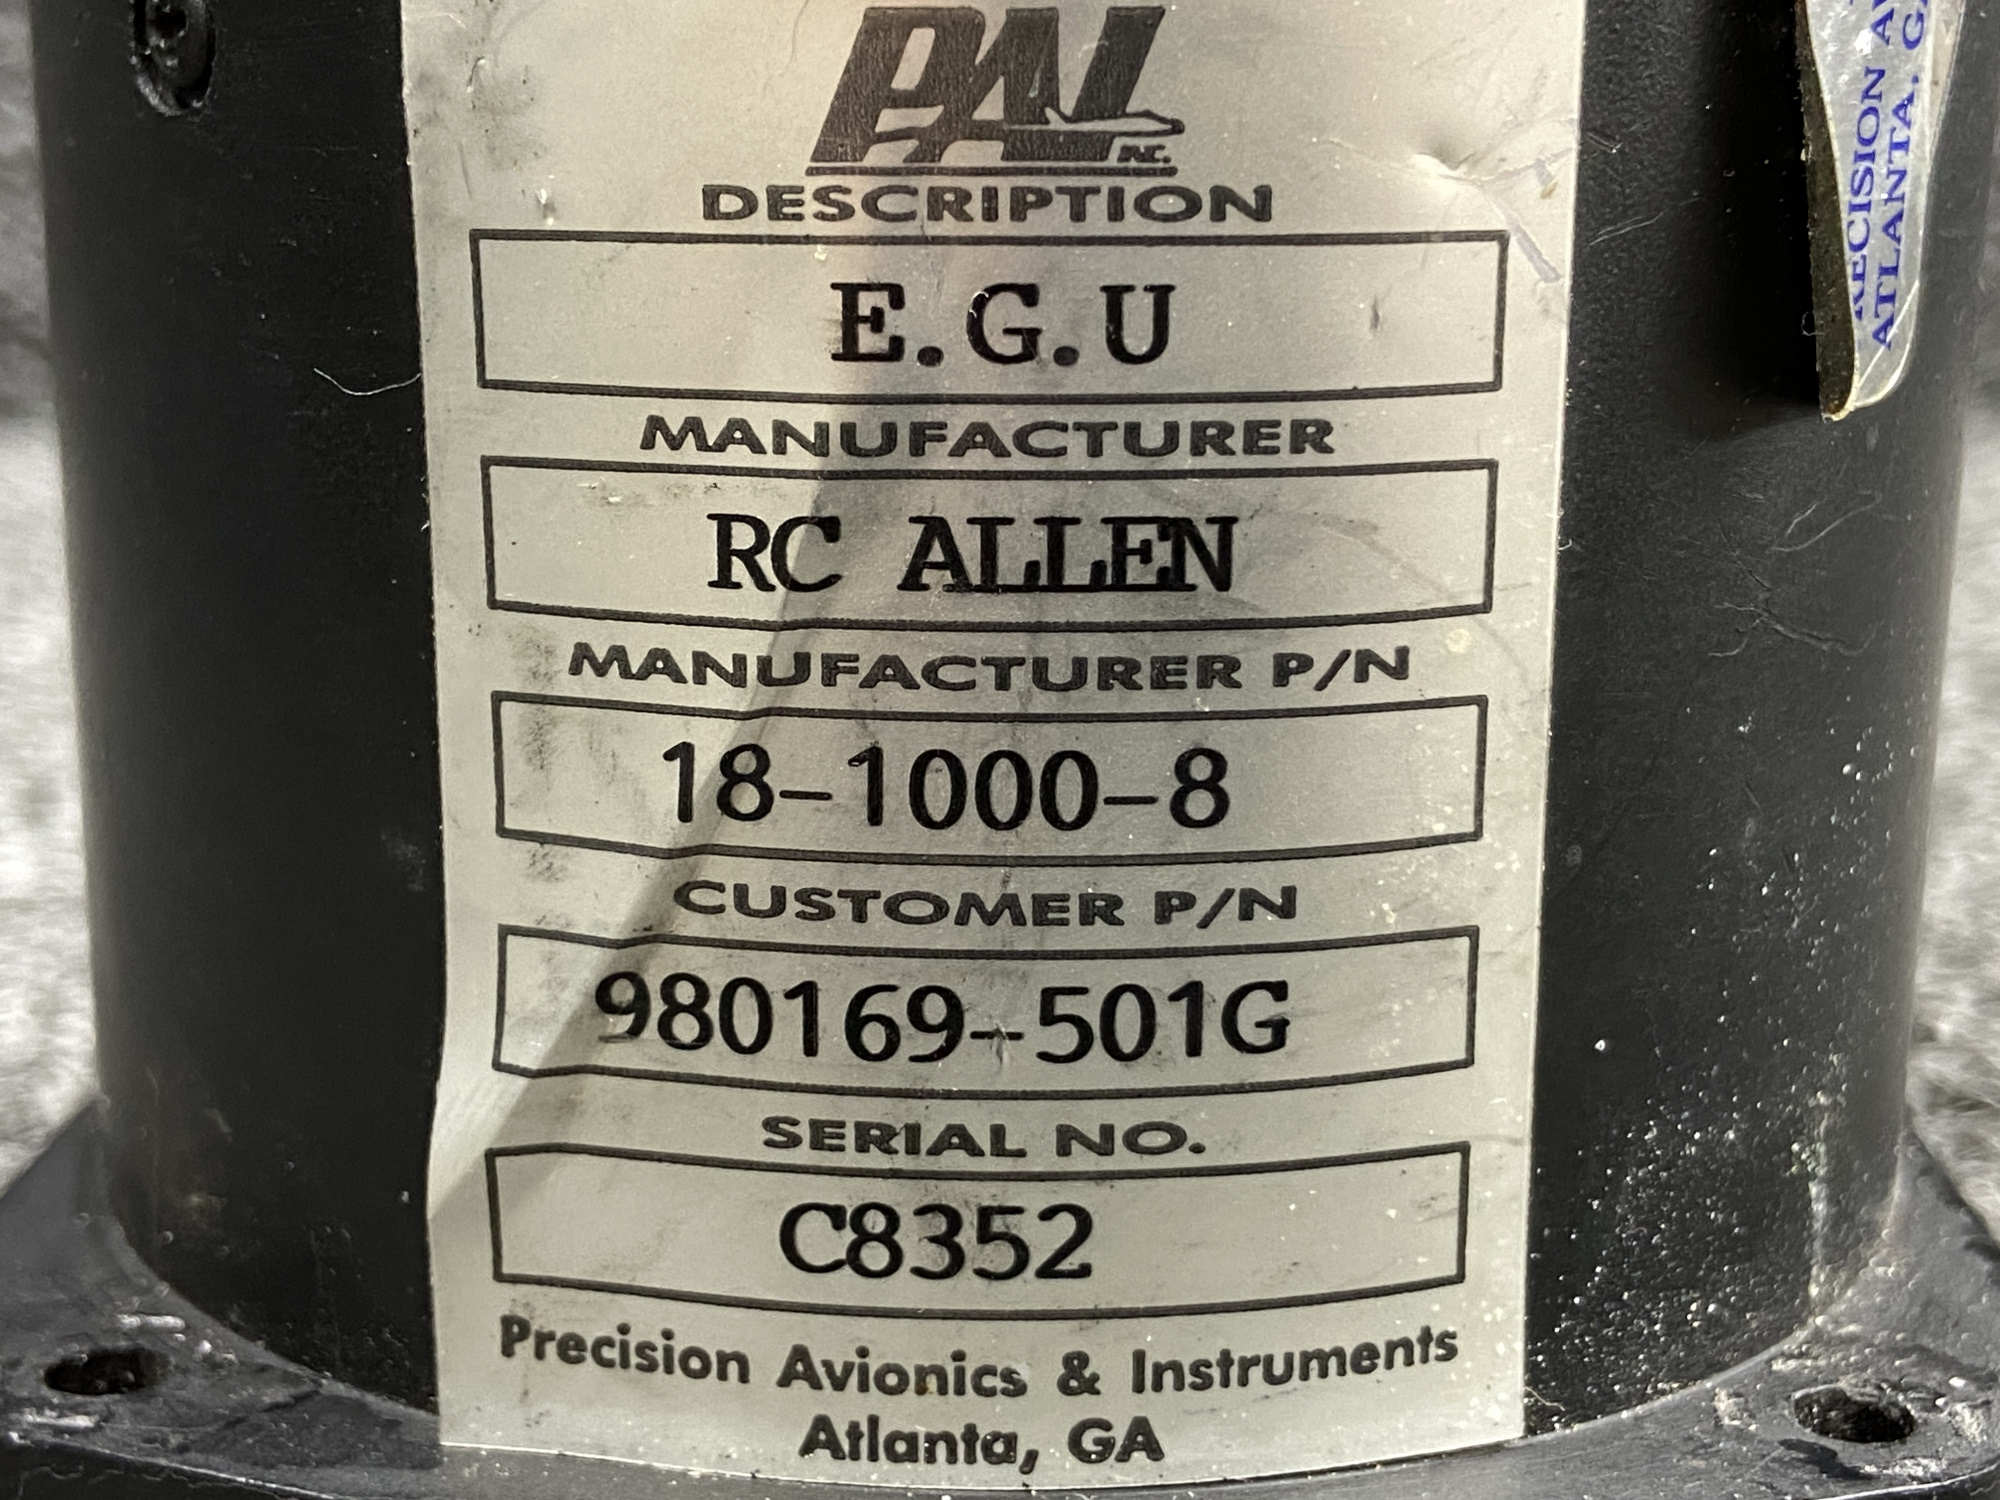 PAI
INC.
DESCRIPTION
E.G.U
MANUFACTURER
RC ALLEN
MANUFACTURER P/N
18-1000-8
CUSTOMER P/N
980169-501G
SERIAL NO.
C8352
Precision Avionics & Instruments
Atlanta, GA
ATLANTA,